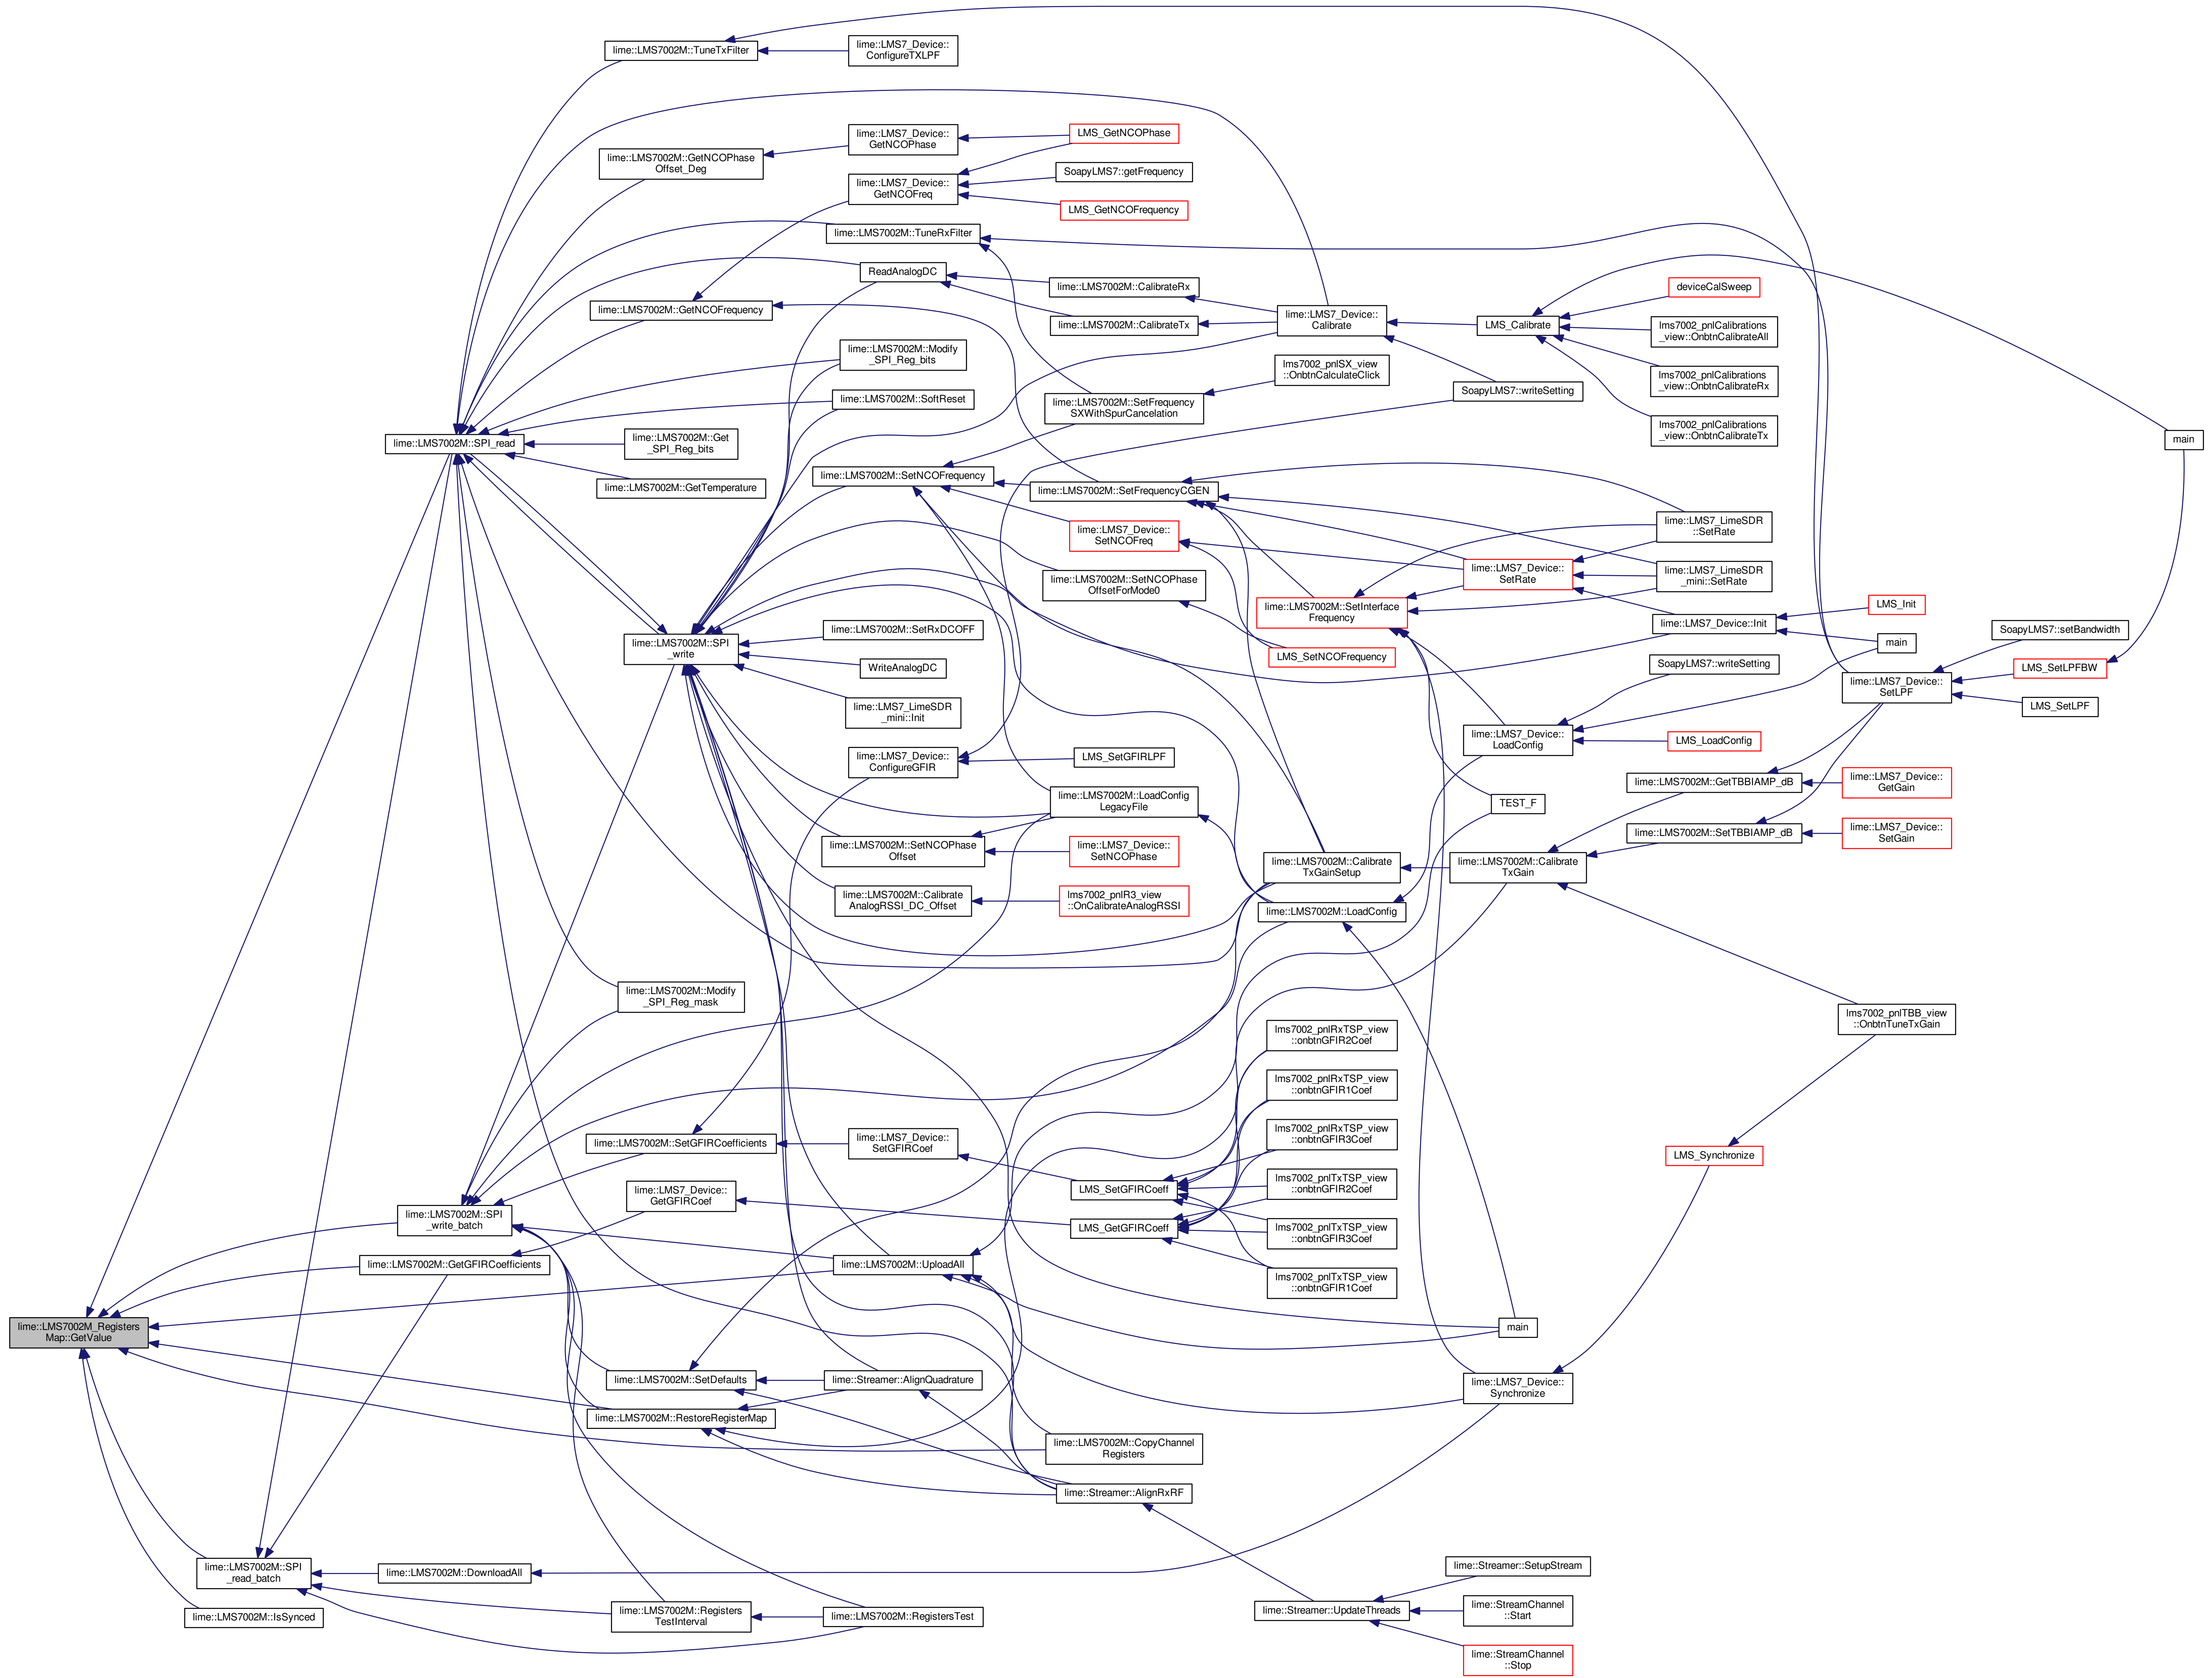 lime::LMS7002M::TuneTxFilter
lime::LMS7_Device::
ConfigureTXLPF
lime::LMS7_Device::
GetNCOPhase
LMS_GetNCOPhase
lime::LMS7002M::GetNCOPhase
Offset_Deg
SoapyLMS7::getFrequency
lime::LMS7_Device::
GetNCOFreq
LMS_GetNCOFrequency
lime::LMS7002M::TuneRxFilter
ReadAnalogDC
lime::LMS7002M::CalibrateRx
deviceCalSweep
lime::LMS7002M::GetNCOFrequency
lime::LMS7_Device::
Calibrate
lime::LMS7002M::CalibrateTx
LMS_Calibrate
lms7002_pnlCalibrations
_view::OnbtnCalibrateAll
lime::LMS7002M::Modify
_SPI_Reg_bits
lms7002_pnlSX_view
::OnbtnCalculateClick
lms7002_pnlCalibrations
_view::OnbtnCalibrateRx
SoapyLMS7::writeSetting
lime::LMS7002M::SoftReset
lime::LMS7002M::SetFrequency
SXWithSpurCancelation
lms7002_pnlCalibrations
_view::OnbtnCalibrateTx
main
lime::LMS7002M::SPI_read
lime::LMS7002M::Get
_SPI_Reg_bits
lime::LMS7002M::GetTemperature
lime::LMS7002M::SetNCOFrequency
lime::LMS7002M::SetFrequencyCGEN
lime::LMS7_LimeSDR
::SetRate
lime::LMS7_Device::
SetNCOFreq
lime::LMS7_Device::
SetRate
lime::LMS7_LimeSDR
_mini::SetRate
lime::LMS7002M::SetNCOPhase
OffsetForMode0
lime::LMS7002M::SetInterface
Frequency
LMS_Init
lime::LMS7_Device::Init
SoapyLMS7::setBandwidth
main
lime::LMS7002M::SPI
_write
lime::LMS7002M::SetRxDCOFF
LMS_SetNCOFrequency
WriteAnalogDC
SoapyLMS7::writeSetting
LMS_SetLPFBW
lime::LMS7_Device::
SetLPF
LMS_SetLPF
lime::LMS7_LimeSDR
_mini::Init
lime::LMS7_Device::
LoadConfig
LMS_LoadConfig
lime::LMS7_Device::
ConfigureGFIR
LMS_SetGFIRLPF
lime::LMS7002M::GetTBBIAMP_dB
lime::LMS7_Device::
GetGain
lime::LMS7002M::LoadConfig
LegacyFile
TEST_F
lime::LMS7002M::SetTBBIAMP_dB
lime::LMS7_Device::
SetGain
lime::LMS7002M::SetNCOPhase
Offset
lime::LMS7_Device::
SetNCOPhase
lime::LMS7002M::Calibrate
TxGainSetup
lime::LMS7002M::Calibrate
TxGain
lime::LMS7002M::Calibrate
AnalogRSSI_DC_Offset
lms7002_pnlR3_view
::OnCalibrateAnalogRSSI
lime::LMS7002M::LoadConfig
lime::LMS7002M::Modify
_SPI_Reg_mask
lms7002_pnlTBB_view
::OnbtnTuneTxGain
lms7002_pnlRxTSP_view
::onbtnGFIR2Coef
lms7002_pnlRxTSP_view
::onbtnGFIR1Coef
lms7002_pnlRxTSP_view
::onbtnGFIR3Coef
lime::LMS7002M::SetGFIRCoefficients
lime::LMS7_Device::
SetGFIRCoef
LMS_Synchronize
LMS_SetGFIRCoeff
lms7002_pnlTxTSP_view
::onbtnGFIR2Coef
lime::LMS7_Device::
GetGFIRCoef
lime::LMS7002M::SPI
_write_batch
LMS_GetGFIRCoeff
lms7002_pnlTxTSP_view
::onbtnGFIR3Coef
lime::LMS7002M::GetGFIRCoefficients
lime::LMS7002M::UploadAll
lms7002_pnlTxTSP_view
::onbtnGFIR1Coef
lime::LMS7002M_Registers
Map::GetValue
main
lime::LMS7002M::SetDefaults
lime::Streamer::AlignQuadrature
lime::LMS7_Device::
Synchronize
lime::LMS7002M::RestoreRegisterMap
lime::LMS7002M::CopyChannel
Registers
lime::Streamer::AlignRxRF
lime::LMS7002M::SPI
_read_batch
lime::LMS7002M::DownloadAll
lime::Streamer::SetupStream
lime::LMS7002M::IsSynced
lime::LMS7002M::Registers
TestInterval
lime::LMS7002M::RegistersTest
lime::Streamer::UpdateThreads
lime::StreamChannel
::Start
lime::StreamChannel
::Stop